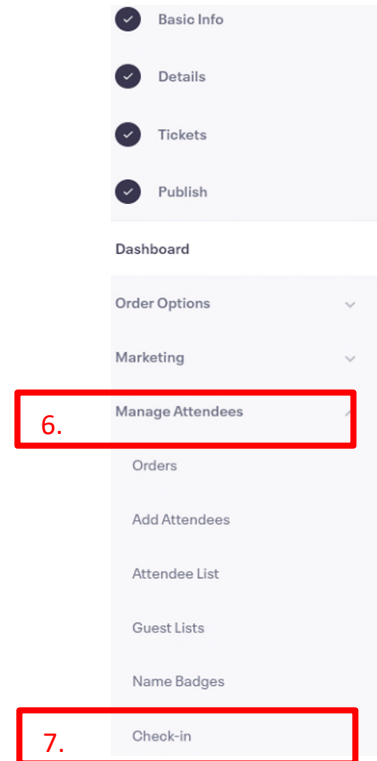 Basic Info
Details
Tickets
Publish
Dashboard
Order Options
Marketing
6. Manage Attendees
Orders
Add Attendees
Attendee List
Guest Lists
Name Badges
7. Check-in